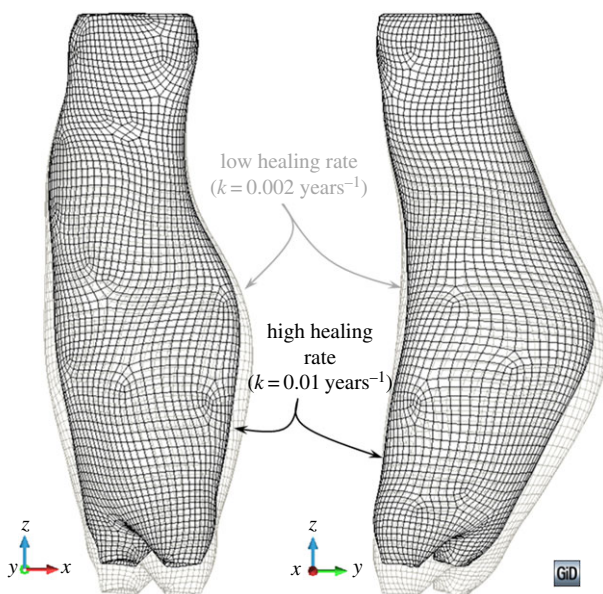 low healing rate
(k = 0.002 years⁻¹)
high healing
rate
(k = 0.01 years⁻¹)
z
y
x
z
x
y
GiD